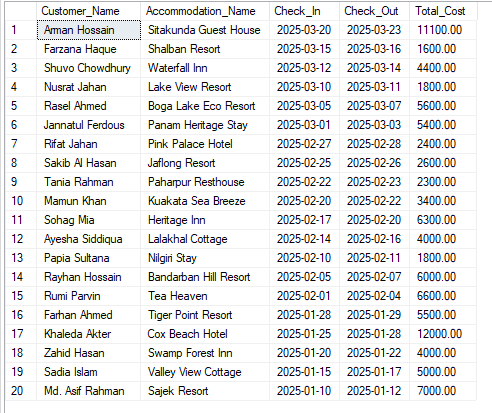 Customer_Name Accommodation_Name Check_In Check_Out Total_Cost
1 Arman Hossain Sitakunda Guest House 2025-03-20 2025-03-23 11100.00
2 Farzana Haque Shalban Resort 2025-03-15 2025-03-16 1600.00
3 Shuvo Chowdhury Waterfall Inn 2025-03-12 2025-03-14 4400.00
4 Nusrat Jahan Lake View Resort 2025-03-10 2025-03-11 1800.00
5 Rasel Ahmed Boga Lake Eco Resort 2025-03-05 2025-03-07 5600.00
6 Jannatul Ferdous Panam Heritage Stay 2025-03-01 2025-03-03 5400.00
7 Rifat Jahan Pink Palace Hotel 2025-02-27 2025-02-28 2400.00
8 Sakib Al Hasan Jaflong Resort 2025-02-25 2025-02-26 2600.00
9 Tania Rahman Paharpur Resthouse 2025-02-22 2025-02-23 2300.00
10 Mamun Khan Kuakata Sea Breeze 2025-02-20 2025-02-22 3400.00
11 Sohag Mia Heritage Inn 2025-02-17 2025-02-20 6300.00
12 Ayesha Siddiqua Lalakhal Cottage 2025-02-14 2025-02-16 4000.00
13 Papia Sultana Nilgiri Stay 2025-02-10 2025-02-11 1800.00
14 Rayhan Hossain Bandarban Hill Resort 2025-02-05 2025-02-07 6000.00
15 Rumi Parvin Tea Heaven 2025-02-01 2025-02-04 6600.00
16 Farhan Ahmed Tiger Point Resort 2025-01-28 2025-01-29 5500.00
17 Khaleda Akter Cox Beach Hotel 2025-01-25 2025-01-28 12000.00
18 Zahid Hasan Swamp Forest Inn 2025-01-20 2025-01-22 4000.00
19 Sadia Islam Valley View Cottage 2025-01-15 2025-01-17 5000.00
20 Md. Asif Rahman Sajek Resort 2025-01-10 2025-01-12 7000.00